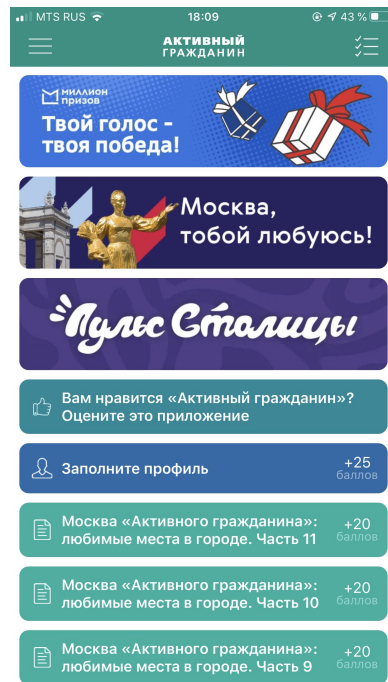 MTS RUS
18:09
43 %
АКТИВНЫЙ
ГРАЖДАНИН
МИЛЛИОН
ПРИЗОВ
Твой голос -
твоя победа!
Москва,
тобой любуюсь!
Пульс Столицы
Вам нравится «Активный гражданин»?
Оцените это приложение
Заполните профиль
+25
баллов
Москва «Активного гражданина»:
любимые места в городе. Часть 11
+20
баллов
Москва «Активного гражданина»:
любимые места в городе. Часть 10
+20
баллов
Москва «Активного гражданина»:
любимые места в городе. Часть 9
+20
баллов